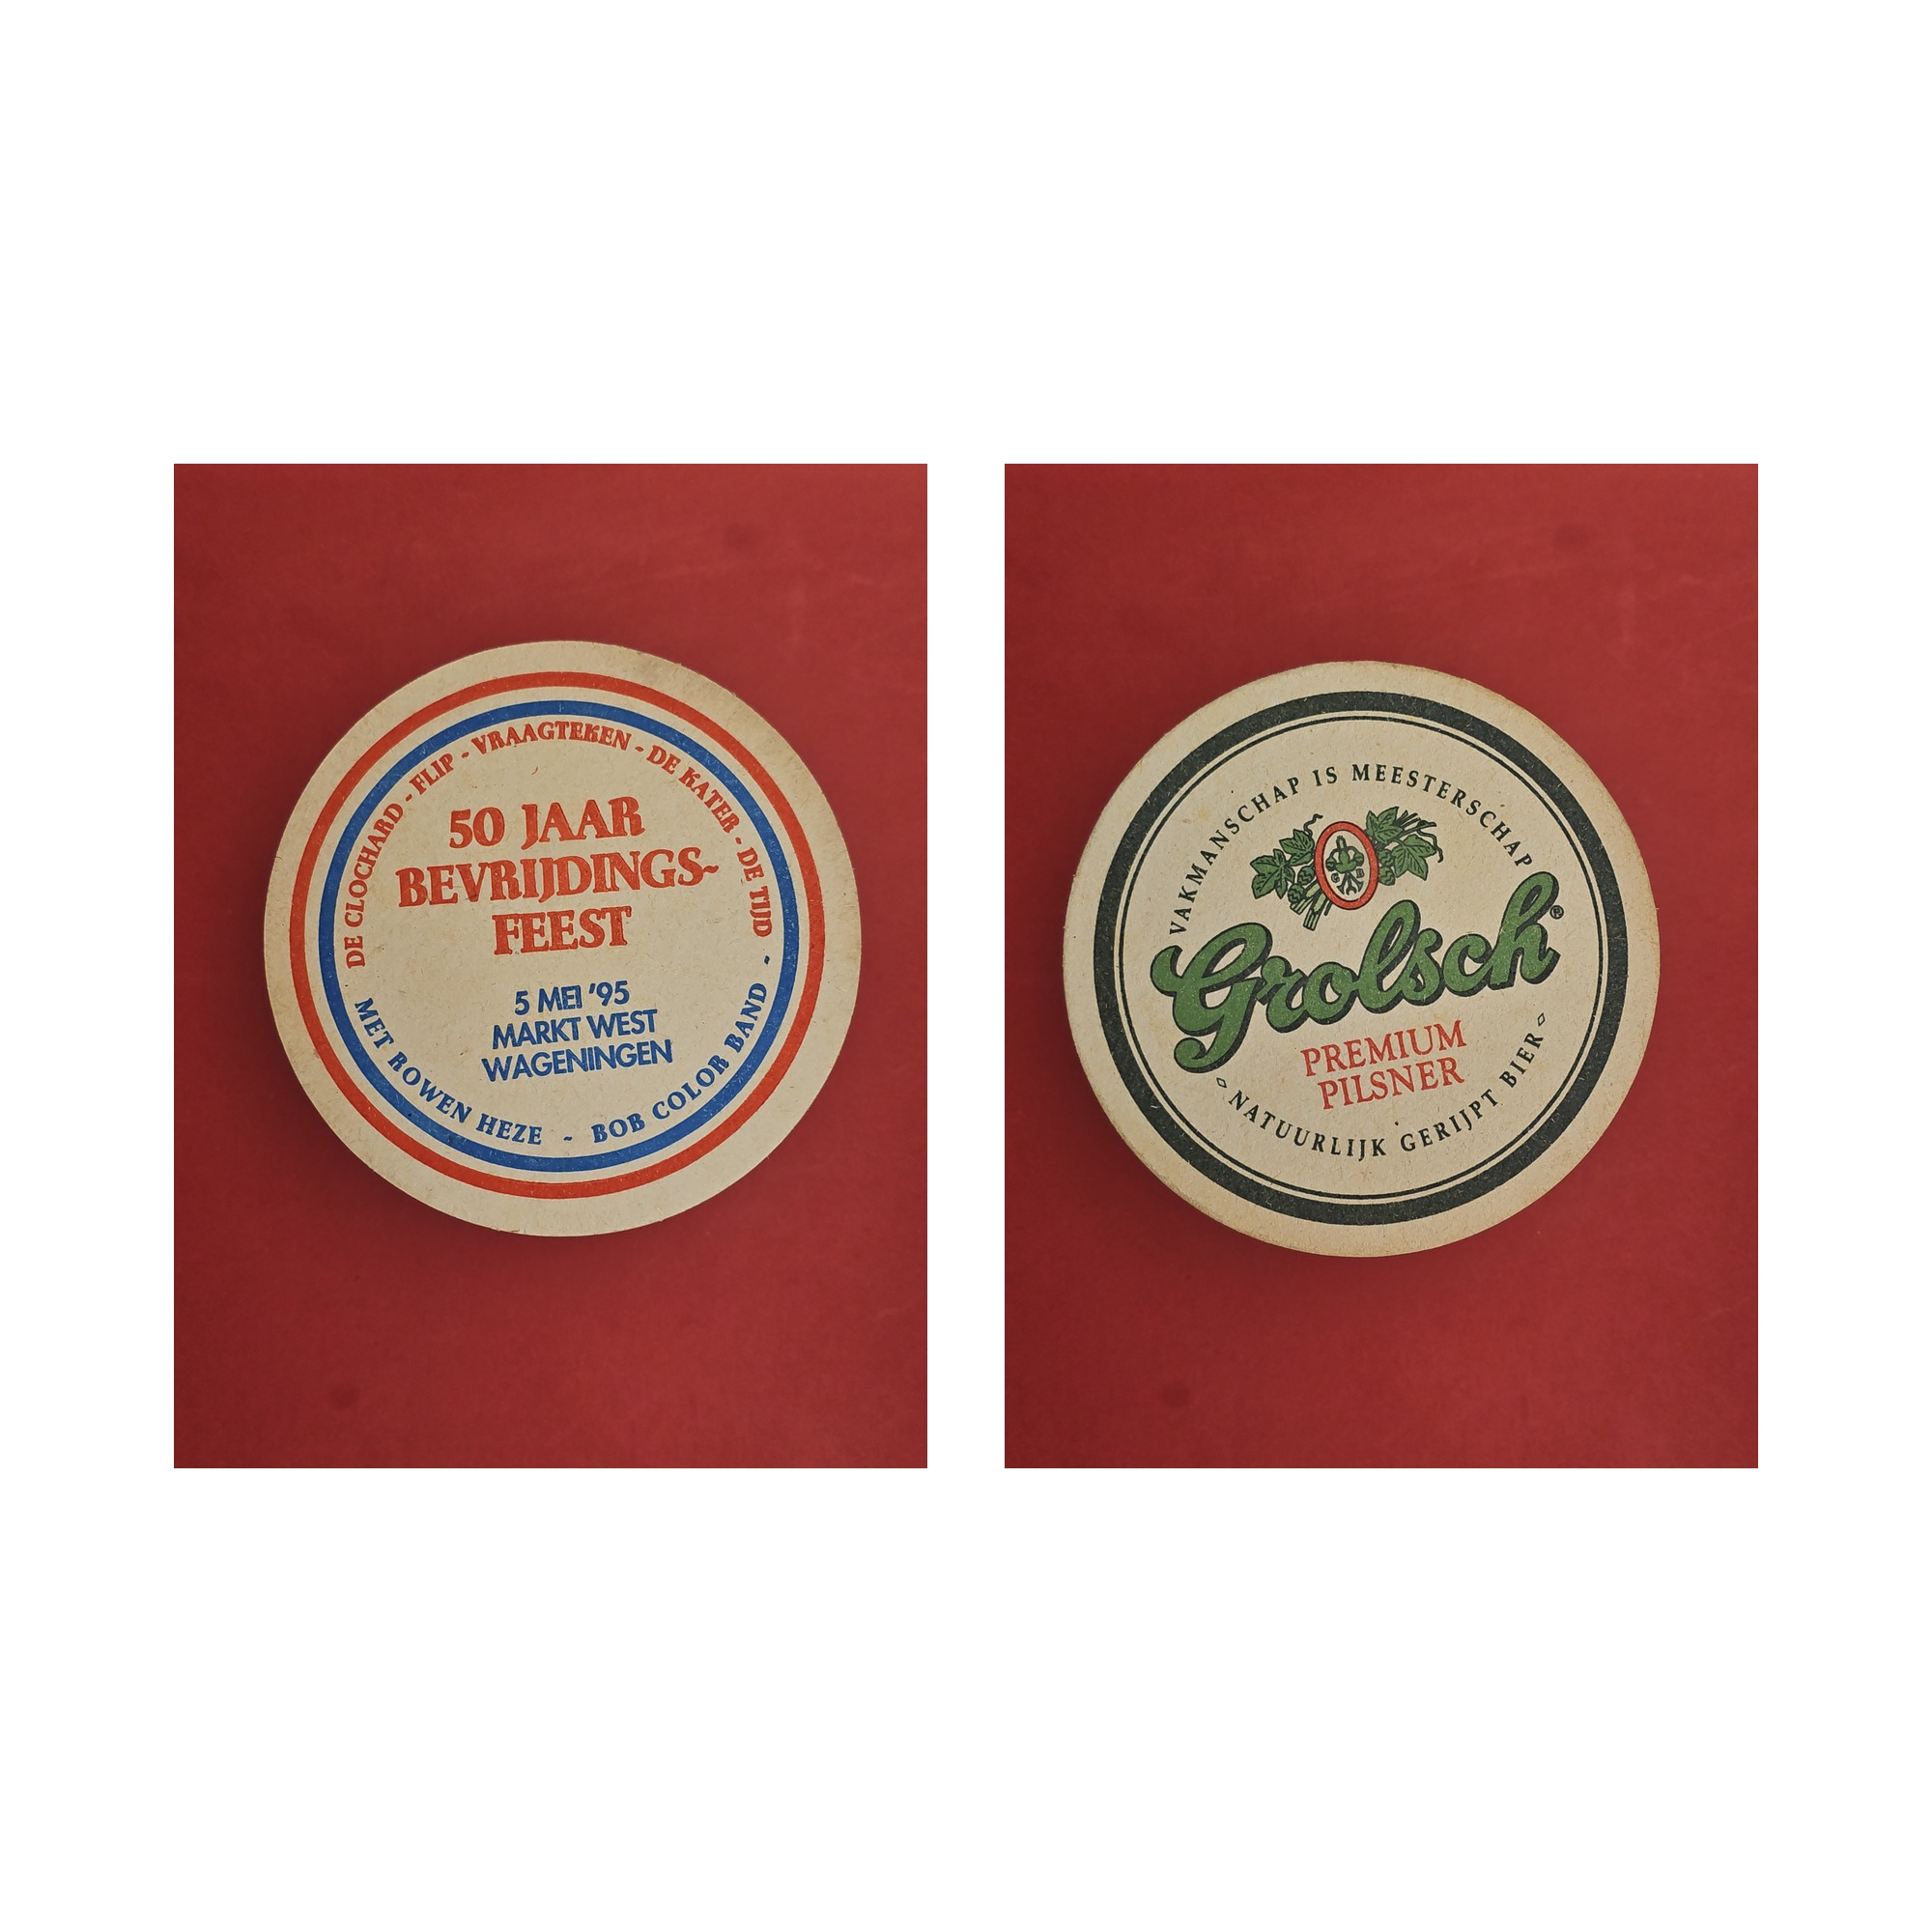 DE CLOCHARD - FLIP - VRAAGTEKEN - DE KATER - DE TIJD -
50 JAAR
BEVRIJDINGS-
FEEST
5 MEI '95
MARKT WEST
WAGENINGEN
MET ROWEN HEZE - BOB COLOR BAND
VAKMANSCHAP IS MEESTERSCHAP
Grolsch®
PREMIUM
PILSNER
NATUURLIJK GERIJPT BIER